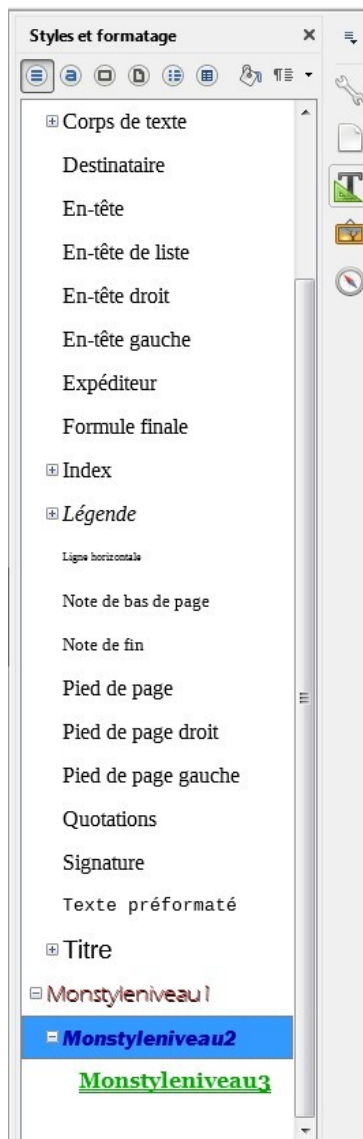 Styles et formatage
Corps de texte
Destinataire
En-tête
En-tête de liste
En-tête droit
En-tête gauche
Expéditeur
Formule finale
Index
Légende
Ligne horizontale
Note de bas de page
Note de fin
Pied de page
Pied de page droit
Pied de page gauche
Quotations
Signature
Texte préformaté
Titre
Monstyleniveau1
Monstyleniveau2
Monstyleniveau3